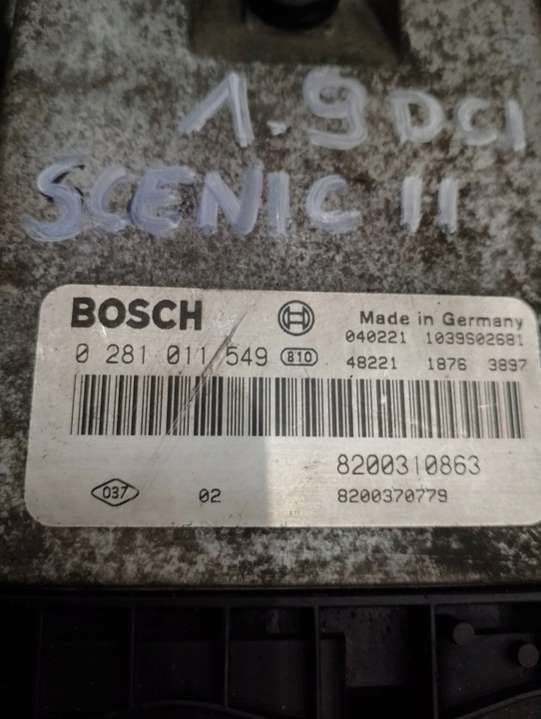 1.9 DCI
SCENIC II
BOSCH
Made in Germany
040221 1039S02681
0 281 011 549 810
48221 1876 3897
8200310863
037 02 8200370779